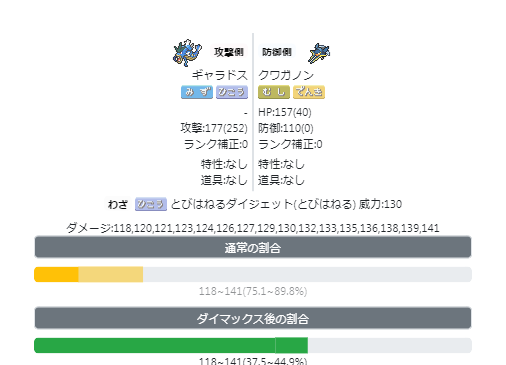 攻撃側 防御側
ギャラドス クワガノン
みず ひこう むし でんき
- HP:157(40)
攻撃:177(252) 防御:110(0)
ランク補正:0 ランク補正:0
特性:なし 特性:なし
道具:なし 道具:なし
わざ ひこう とびはねるダイジェット(とびはねる) 威力:130
ダメージ:118,120,121,123,124,126,127,129,130,132,133,135,136,138,139,141
通常の割合
118~141(75.1~89.8%)
ダイマックス後の割合
118~141(37.5~44.9%)